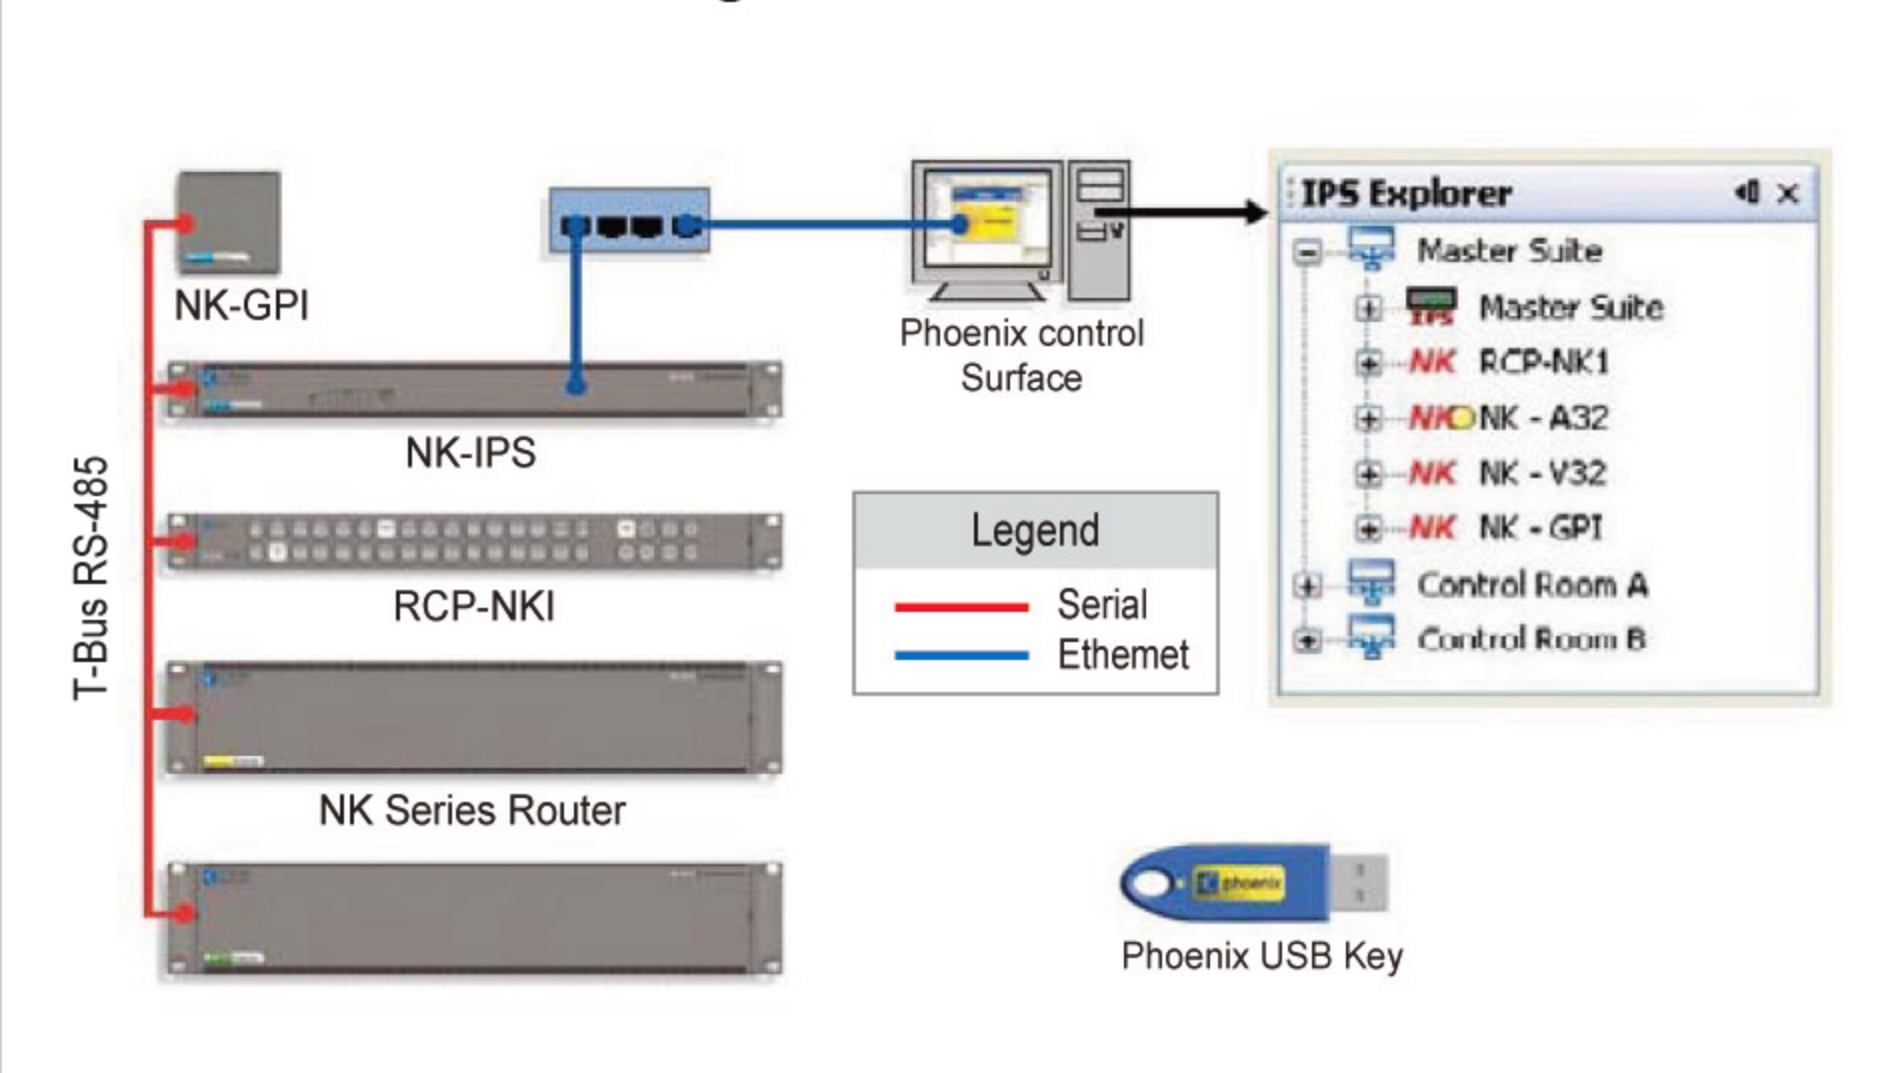 NK-GPI
NK-IPS
RCP-NKI
NK Series Router
T-Bus RS-485
Phoenix control
Surface
Legend
Serial
Ethemet
IPS Explorer
Master Suite
IPS Master Suite
NK RCP-NK1
NK NK - A32
NK NK - V32
NK NK - GPI
Control Room A
Control Room B
phoenix
Phoenix USB Key